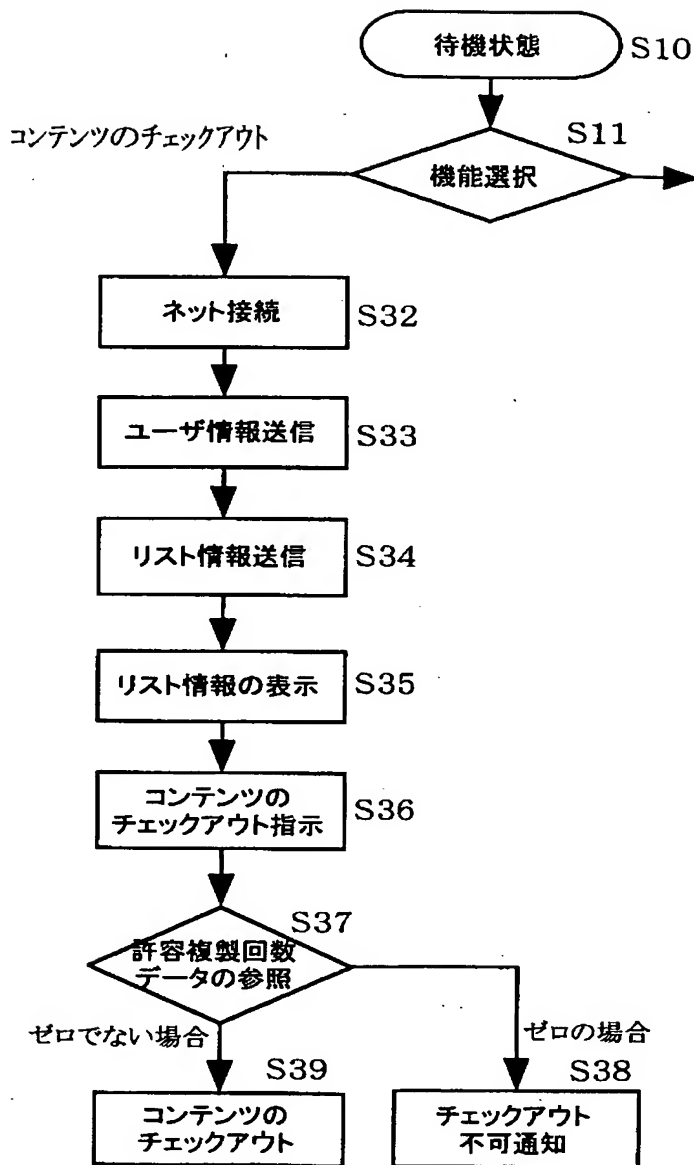 待機状態
S10
コンテンツのチェックアウト
S11
機能選択
ネット接続
S32
ユーザ情報送信
S33
リスト情報送信
S34
リスト情報の表示
S35
コンテンツの
チェックアウト指示
S36
S37
許容複製回数
データの参照
ゼロでない場合
ゼロの場合
S39
S38
コンテンツの
チェックアウト
チェックアウト
不可通知